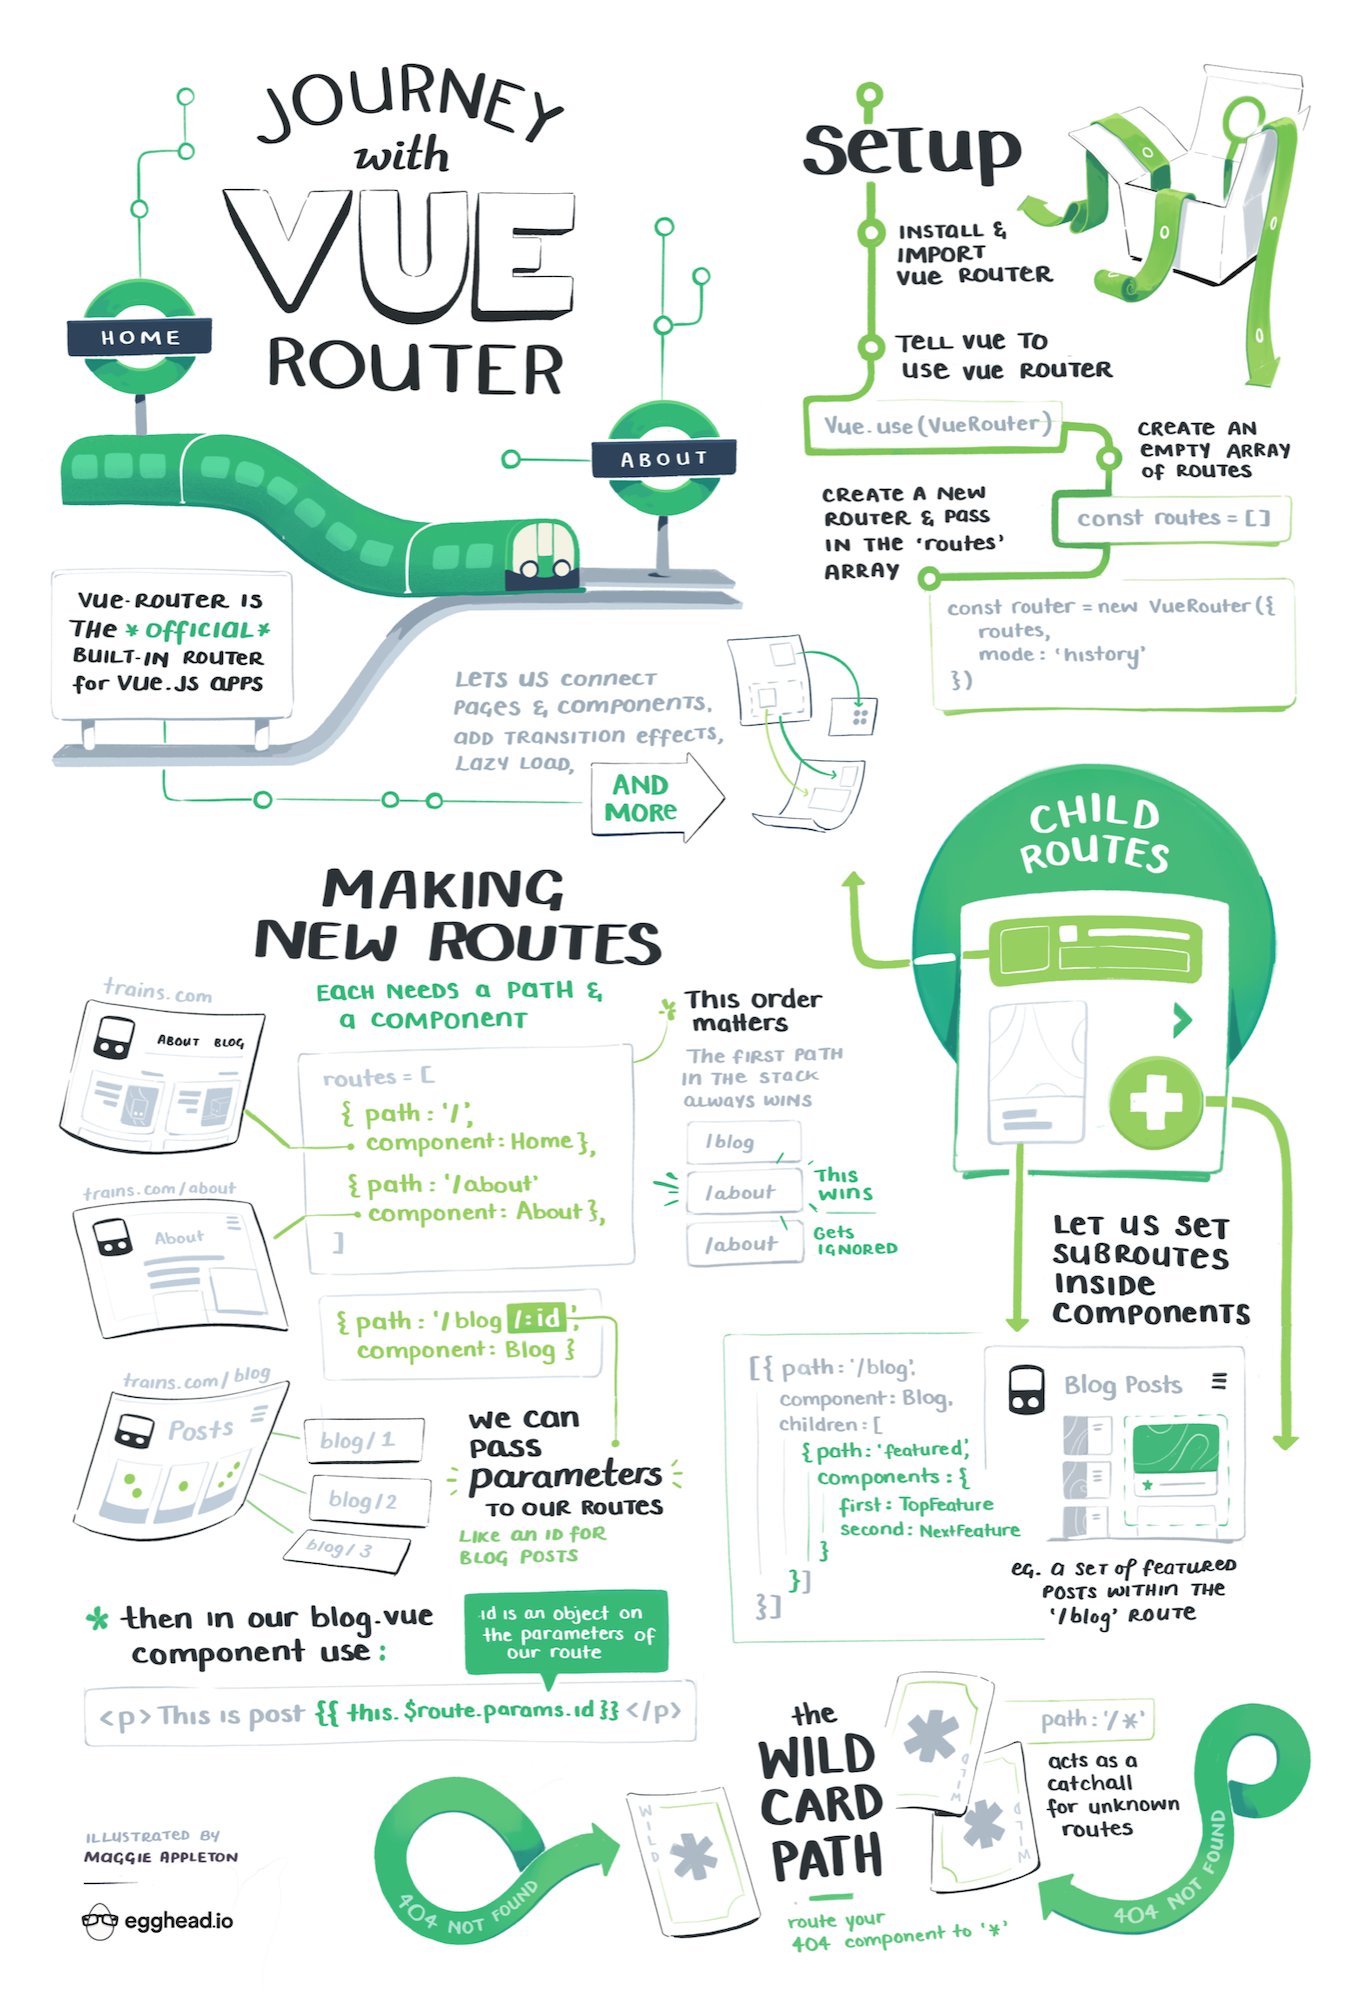 JOURNEY
with
VUE
ROUTER
HOME
ABOUT
VUE-ROUTER IS
THE *OFFICIAL*
BUILT-IN ROUTER
for VUE.JS APPS
LETS US CONNECT
PAGES & COMPONENTS,
ADD TRANSITION EFFECTS,
LAZY LOAD,
AND
MORE
SETUP
INSTALL &
IMPORT
VUE ROUTER
TELL VUE TO
USE VUE ROUTER
Vue.use(VueRouter)
CREATE AN
EMPTY ARRAY
of ROUTES
const routes = []
CREATE A NEW
ROUTER & PASS
IN THE 'routes'
ARRAY
const router = new VueRouter({
routes,
mode: 'history'
})
MAKING
NEW ROUTES
EACH NEEDS A PATH &
A COMPONENT
trains.com
ABOUT BLOG
trains.com/about
About
routes = [
{ path: '/',
component: Home },
{ path: '/about'
component: About },
]
This order
matters
The FIRST PATH
IN THE STACK
ALWAYS WINS
/blog
/about
THIS
WINS
/about
Gets
IGNORED
{ path: '/blog/:id',
component: Blog }
trains.com/blog
Posts
blog/1
blog/2
blog/3
we can
pass
parameters
TO OUR ROUTES
LIKE AN ID FOR
BLOG POSTS
* then in our blog.vue
component use:
id is an object on
the parameters of
our route
<p> This is post {{ this.$route.params.id }} </p>
CHILD
ROUTES
LET US SET
SUBROUTES
INSIDE
COMPONENTS
[{ path: '/blog',
component: Blog,
children: [
{ path: 'featured',
components: {
first: TopFeature
second: NextFeature
}
}]
}]
Blog Posts
eg. A SET of featured
POSTS WITHIN THE
'/blog' ROUTE
the
WILD
CARD
PATH
route your
404 component to '*'
WILD
WILD
WILD
path: '/*'
acts as a
catchall
for unknown
routes
404 NOT FOUND
404 NOT FOUND
ILLUSTRATED BY
MAGGIE APPLETON
egghead.io